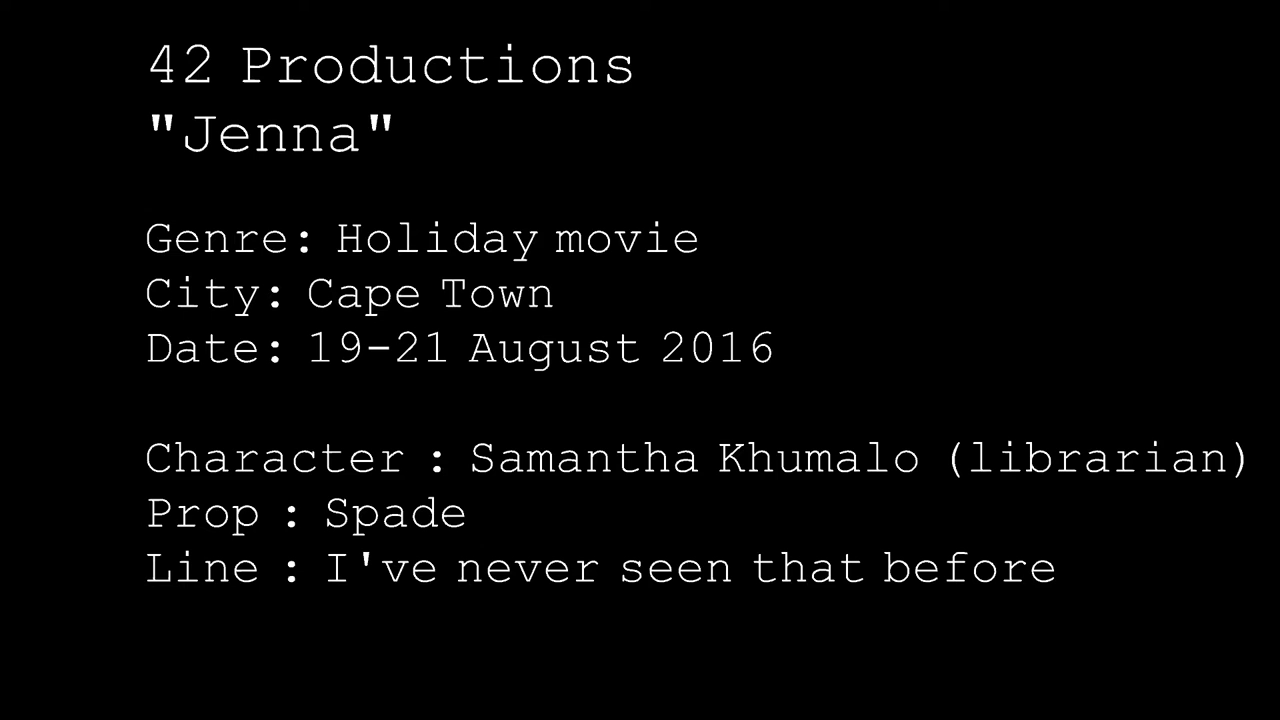 42 Productions
"Jenna"
Genre: Holiday movie
City: Cape Town
Date: 19-21 August 2016
Character : Samantha Khumalo (librarian)
Prop : Spade
Line : I've never seen that before